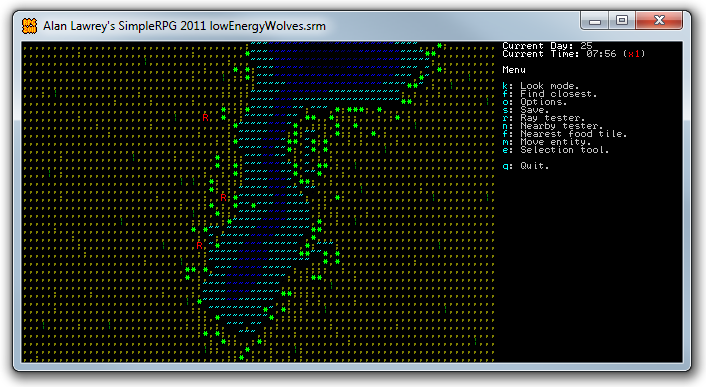 Alan Lawrey's SimpleRPG 2011 lowEnergyWolves.srm
Current Day: 25
Current Time: 07:56 (x1)
Menu
k: Look mode.
f: Find closest.
o: Options.
s: Save.
r: Ray tester.
n: Nearby tester.
f: Nearest food tile.
m: Move entity.
e: Selection tool.
q: Quit.
R
R
R